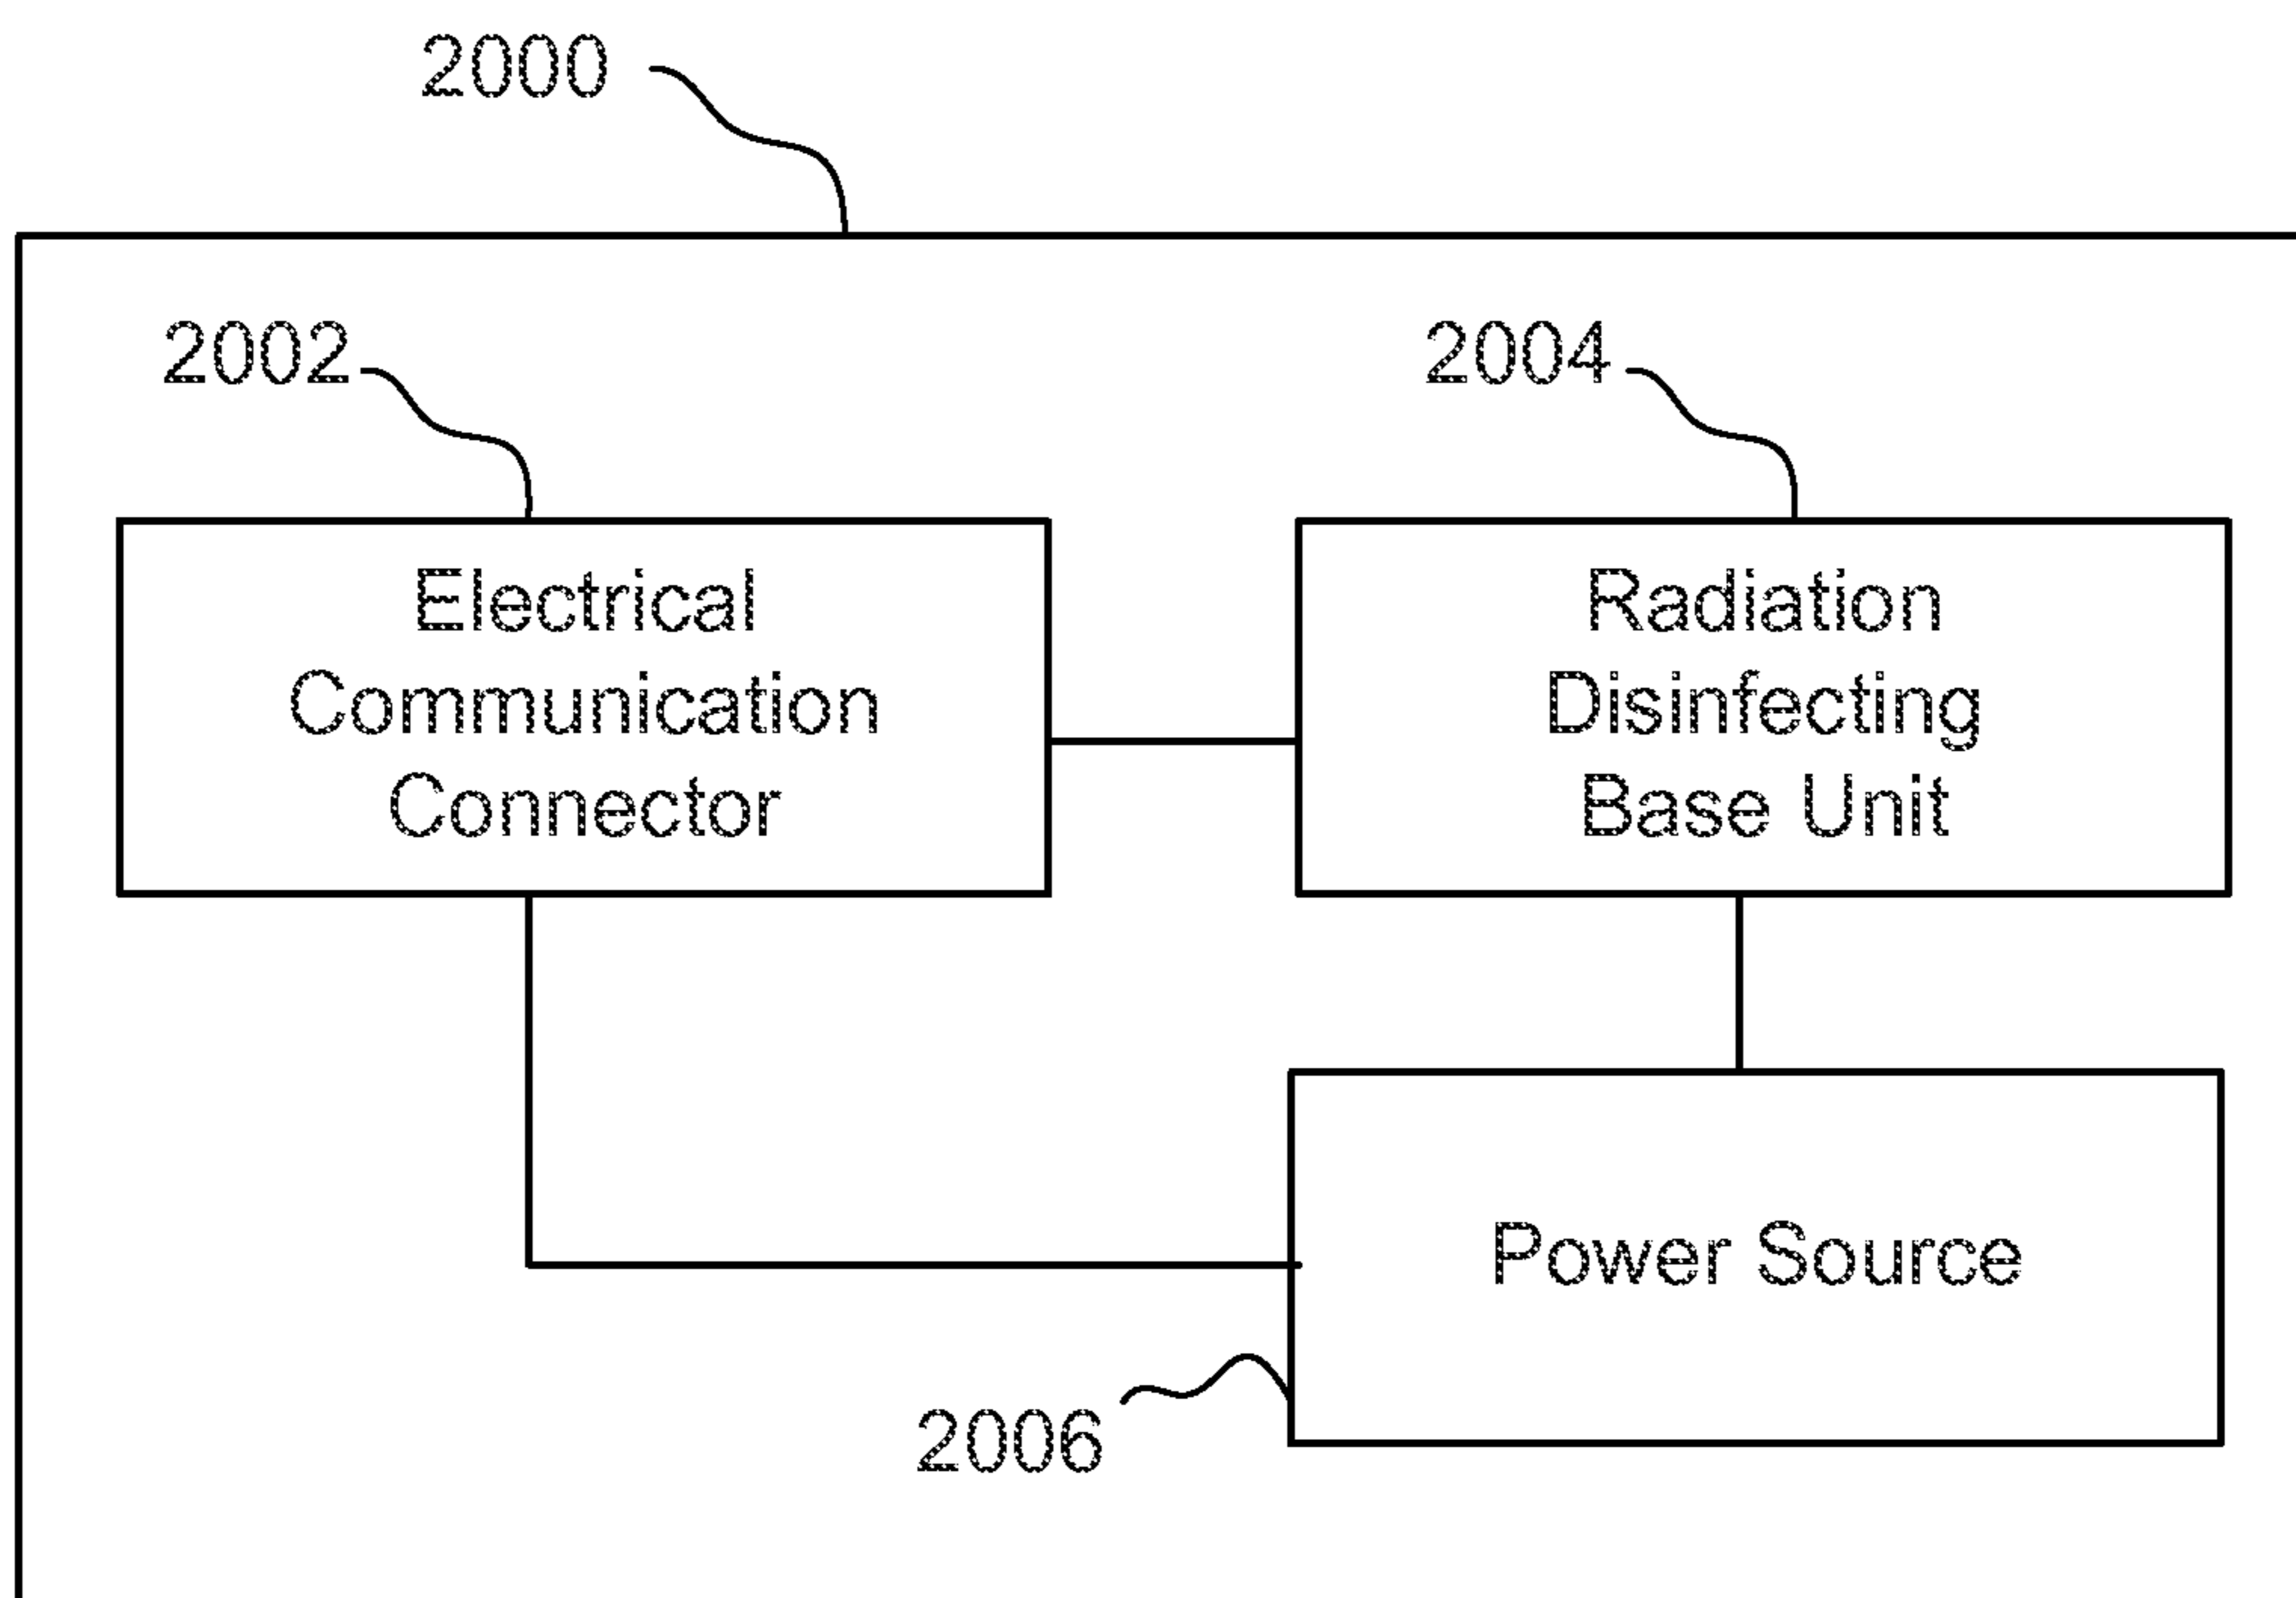 2000
2002
2004
Electrical
Communication
Connector
Radiation
Disinfecting
Base Unit
Power Source
2006